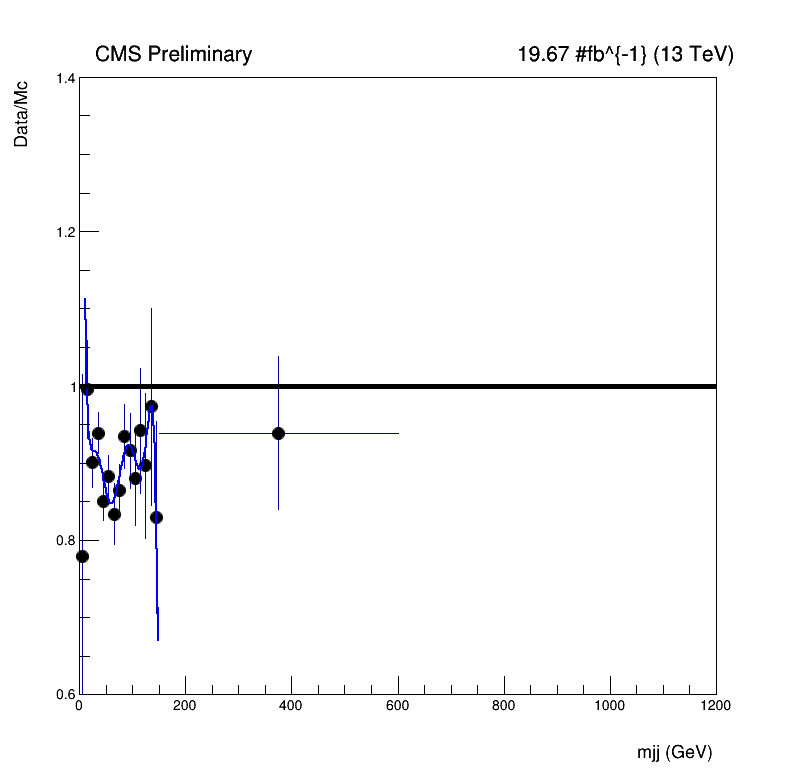 CMS Preliminary
19.67 #fb^{-1} (13 TeV)
Data/Mc
1.4
1.2
1
0.8
0.6
0 200 400 600 800 1000 1200
mjj (GeV)